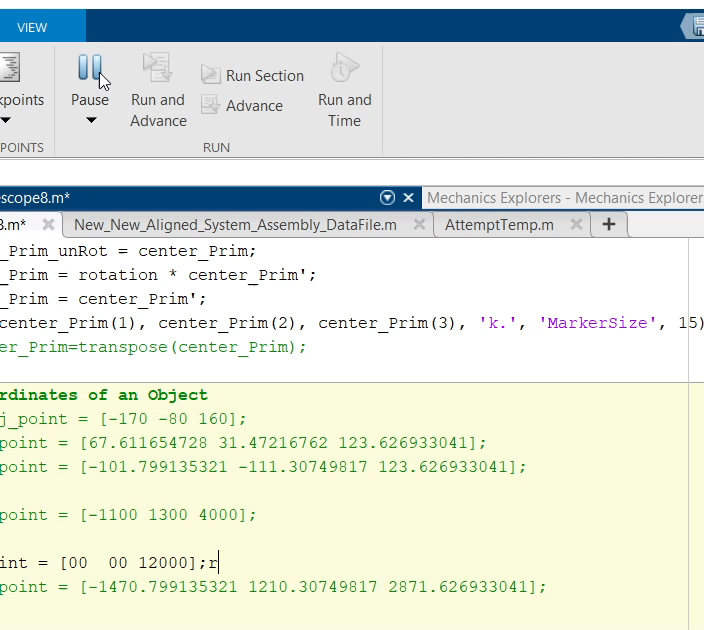 VIEW
kpoints
Pause
Run and
Advance
Run Section
Advance
Run and
Time
POINTS
RUN
escope8.m*
Mechanics Explorers - Mechanics Explorer
8.m*
New_New_Aligned_System_Assembly_DataFile.m
AttemptTemp.m
_Prim_unRot = center_Prim;
_Prim = rotation * center_Prim';
_Prim = center_Prim';
center_Prim(1), center_Prim(2), center_Prim(3), 'k.', 'MarkerSize', 15)
er_Prim=transpose(center_Prim);
rdinates of an Object
j_point = [-170 -80 160];
point = [67.611654728 31.47216762 123.626933041];
point = [-101.799135321 -111.30749817 123.626933041];
point = [-1100 1300 4000];
int = [00  00 12000];r
point = [-1470.799135321 1210.30749817 2871.626933041];